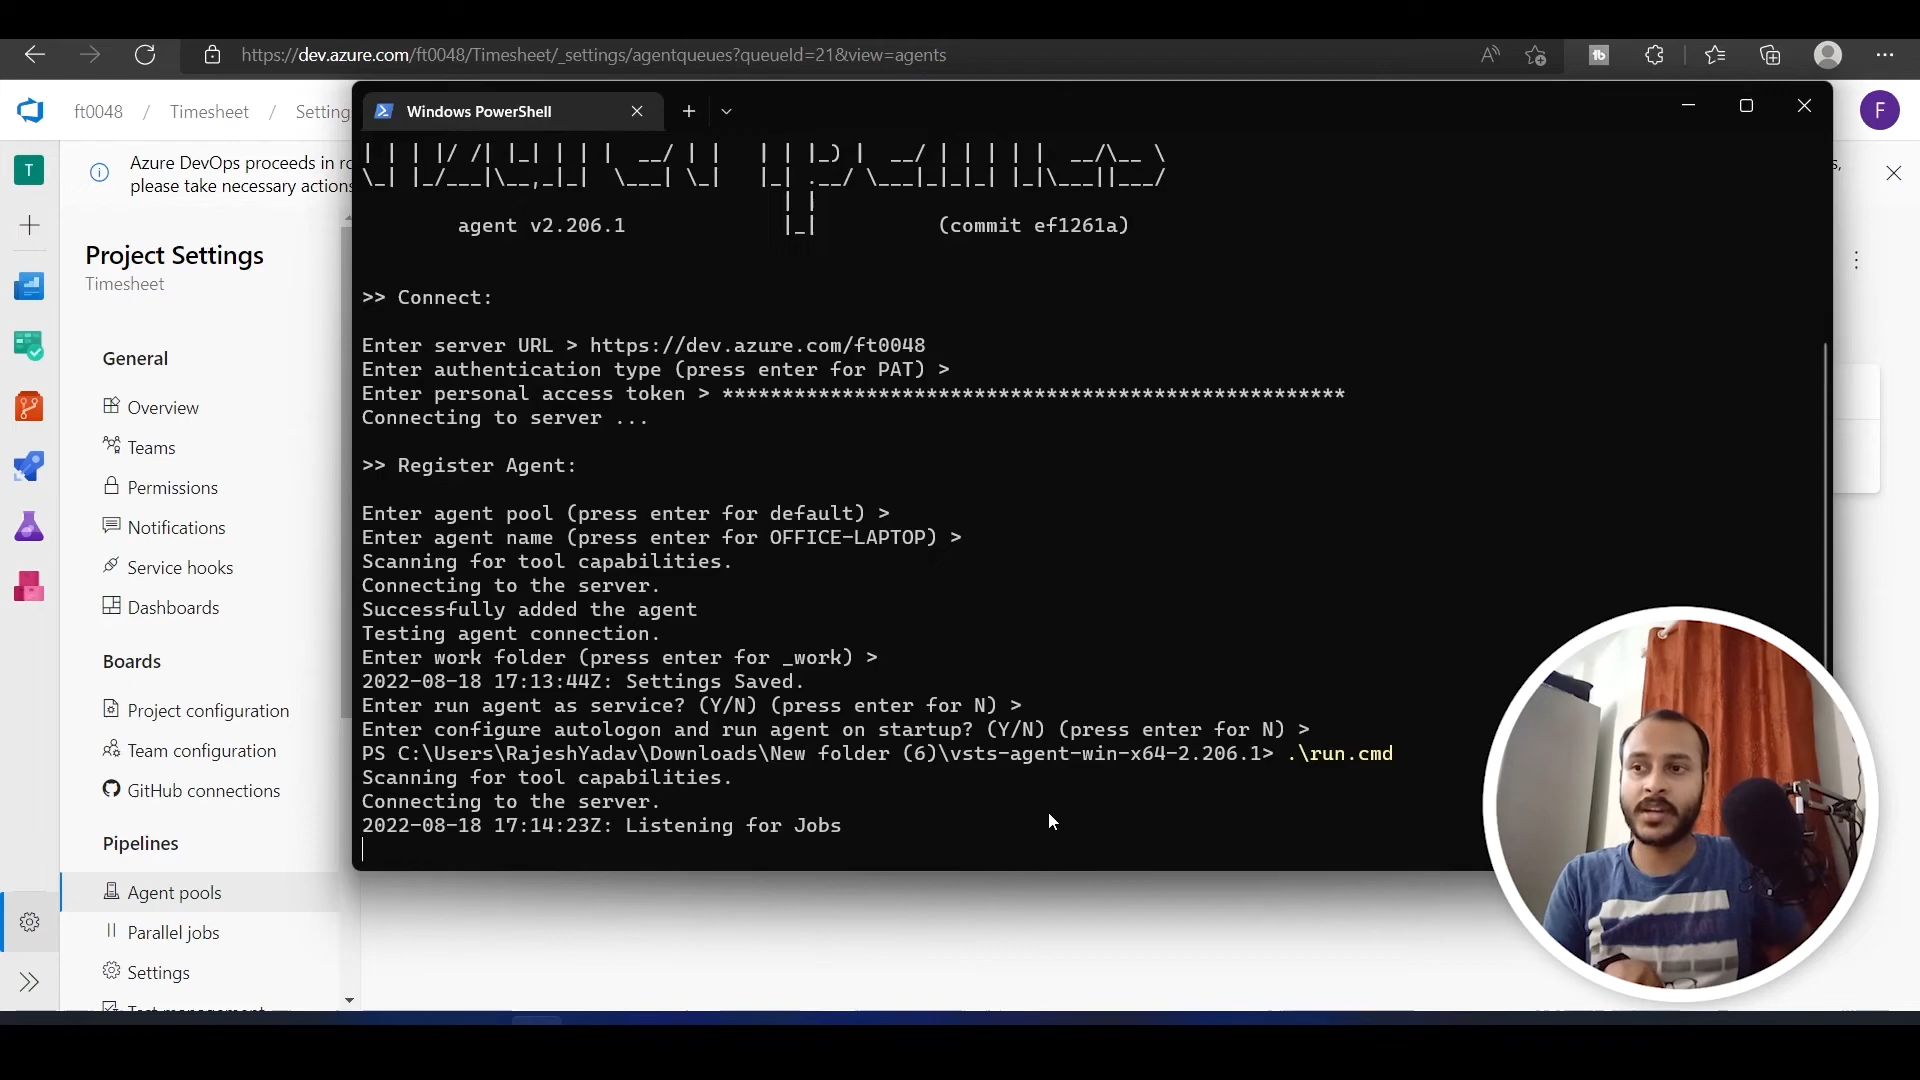 https://dev.azure.com/ft0048/Timesheet/_settings/agentqueues?queueId=21&view=agents
ft0048 / Timesheet / Setting
Windows PowerShell
F
T
Azure DevOps proceeds in
please take necessary actions
Project Settings
Timesheet
General
Overview
Teams
Permissions
Notifications
Service hooks
Dashboards
Boards
Project configuration
Team configuration
GitHub connections
Pipelines
Agent pools
Parallel jobs
Settings
Test management
agent v2.206.1 (commit ef1261a)
>> Connect:
Enter server URL > https://dev.azure.com/ft0048
Enter authentication type (press enter for PAT) >
Enter personal access token > ****************************************************
Connecting to server ...
>> Register Agent:
Enter agent pool (press enter for default) >
Enter agent name (press enter for OFFICE-LAPTOP) >
Scanning for tool capabilities.
Connecting to the server.
Successfully added the agent
Testing agent connection.
Enter work folder (press enter for _work) >
2022-08-18 17:13:44Z: Settings Saved.
Enter run agent as service? (Y/N) (press enter for N) >
Enter configure autologon and run agent on startup? (Y/N) (press enter for N) >
PS C:\Users\RajeshYadav\Downloads\New folder (6)\vsts-agent-win-x64-2.206.1> .\run.cmd
Scanning for tool capabilities.
Connecting to the server.
2022-08-18 17:14:23Z: Listening for Jobs